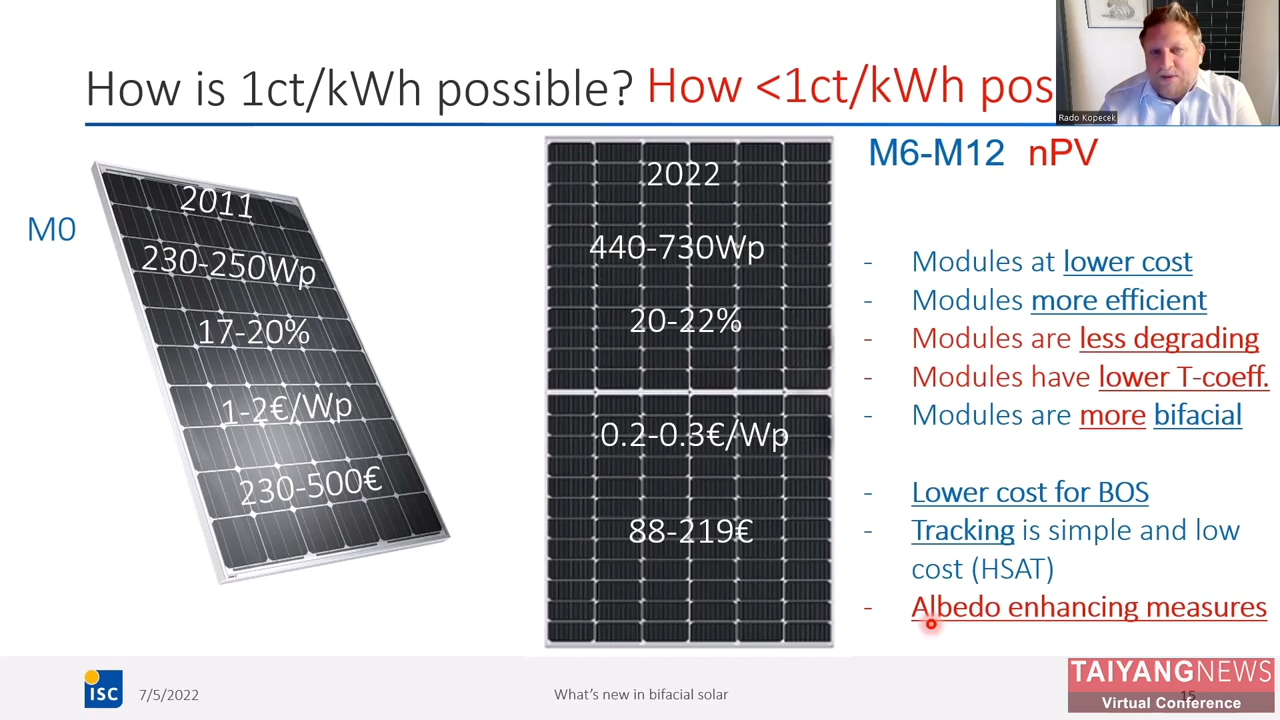 How is 1ct/kWh possible? How <1ct/kWh pos
Rado Kopecek
M6-M12 nPV
M0
2011
230-250Wp
17-20%
1-2€/Wp
230-500€
2022
440-730Wp
20-22%
0.2-0.3€/Wp
88-219€
- Modules at lower cost
- Modules more efficient
- Modules are less degrading
- Modules have lower T-coeff.
- Modules are more bifacial
- Lower cost for BOS
- Tracking is simple and low
cost (HSAT)
- Albedo enhancing measures
ISC
7/5/2022
What's new in bifacial solar
15
TAIYANGNEWS
Virtual Conference